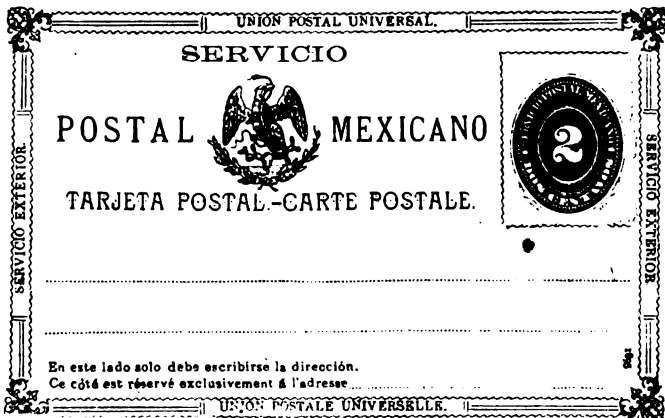 UNION POSTAL UNIVERSAL.
SERVICIO
POSTAL MEXICANO
TARJETA POSTAL.-CARTE POSTALE.
2
SERVICIO EXTERIOR.
SERVICIO EXTERIOR
En este lado solo debe escribirse la dirección.
Ce côté est réservé exclusivement á l'adresse
UNION POSTALE UNIVERSELLE.